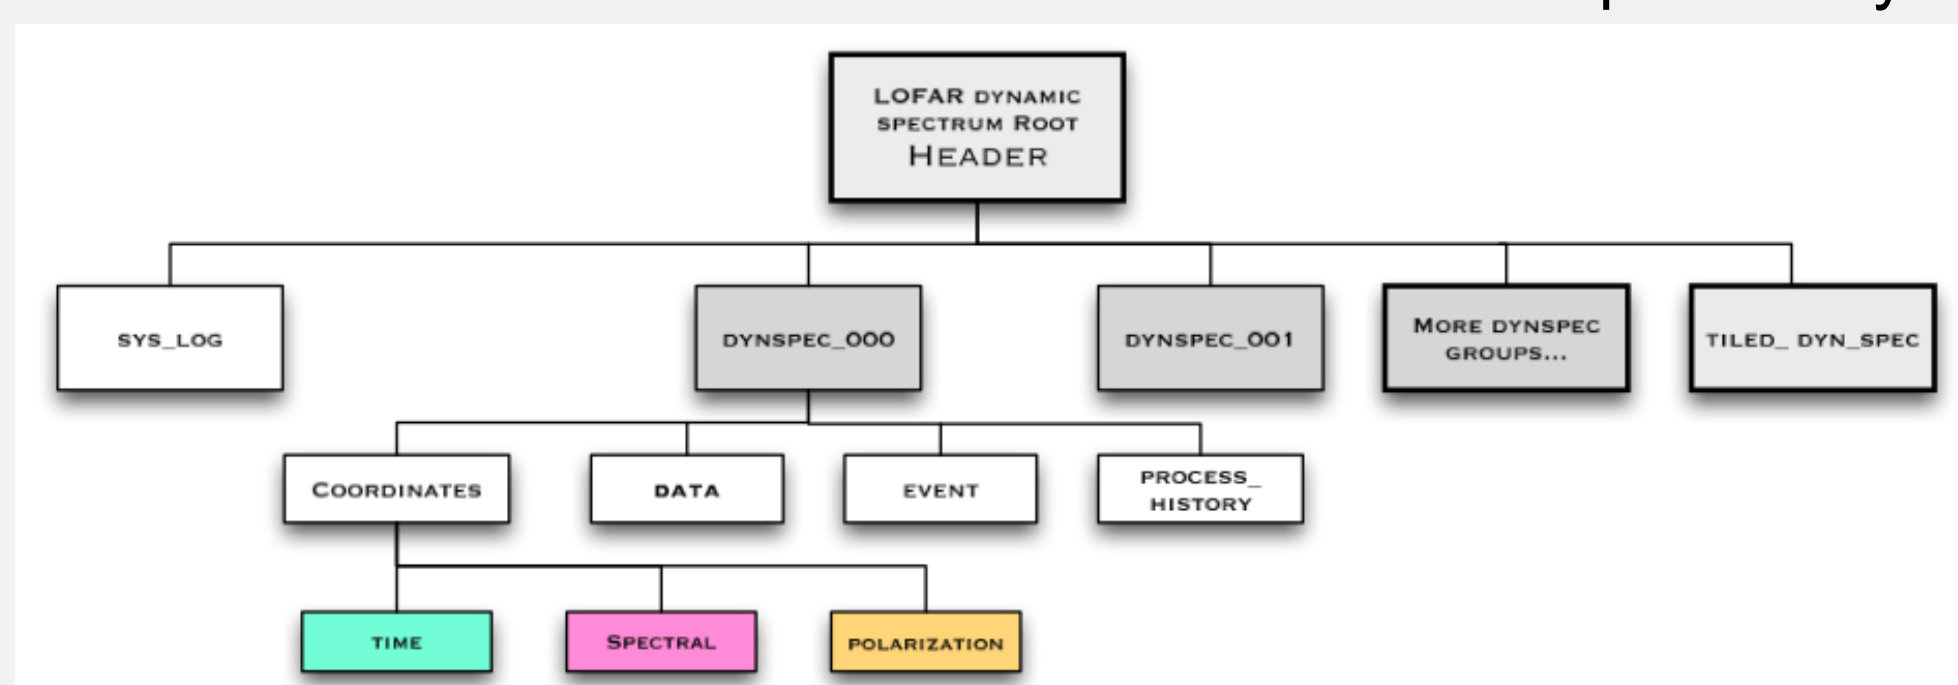 LOFAR DYNAMIC
SPECTRUM ROOT
HEADER
SYS_LOG
DYNSPEC_000
DYNSPEC_001
MORE DYNSPEC
GROUPS...
TILED_ DYN_SPEC
COORDINATES
DATA
EVENT
PROCESS_
HISTORY
TIME
SPECTRAL
POLARIZATION